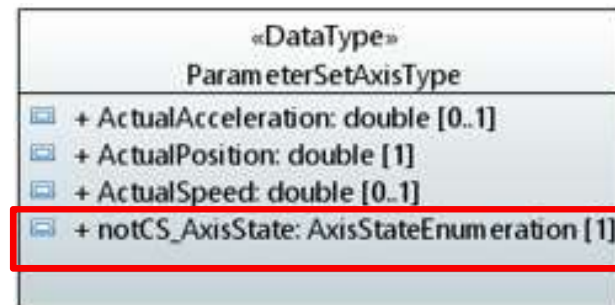 «DataType»
ParameterSetAxisType
+ ActualAcceleration: double [0..1]
+ ActualPosition: double [1]
+ ActualSpeed: double [0..1]
+ notCS_AxisState: AxisStateEnumeration [1]